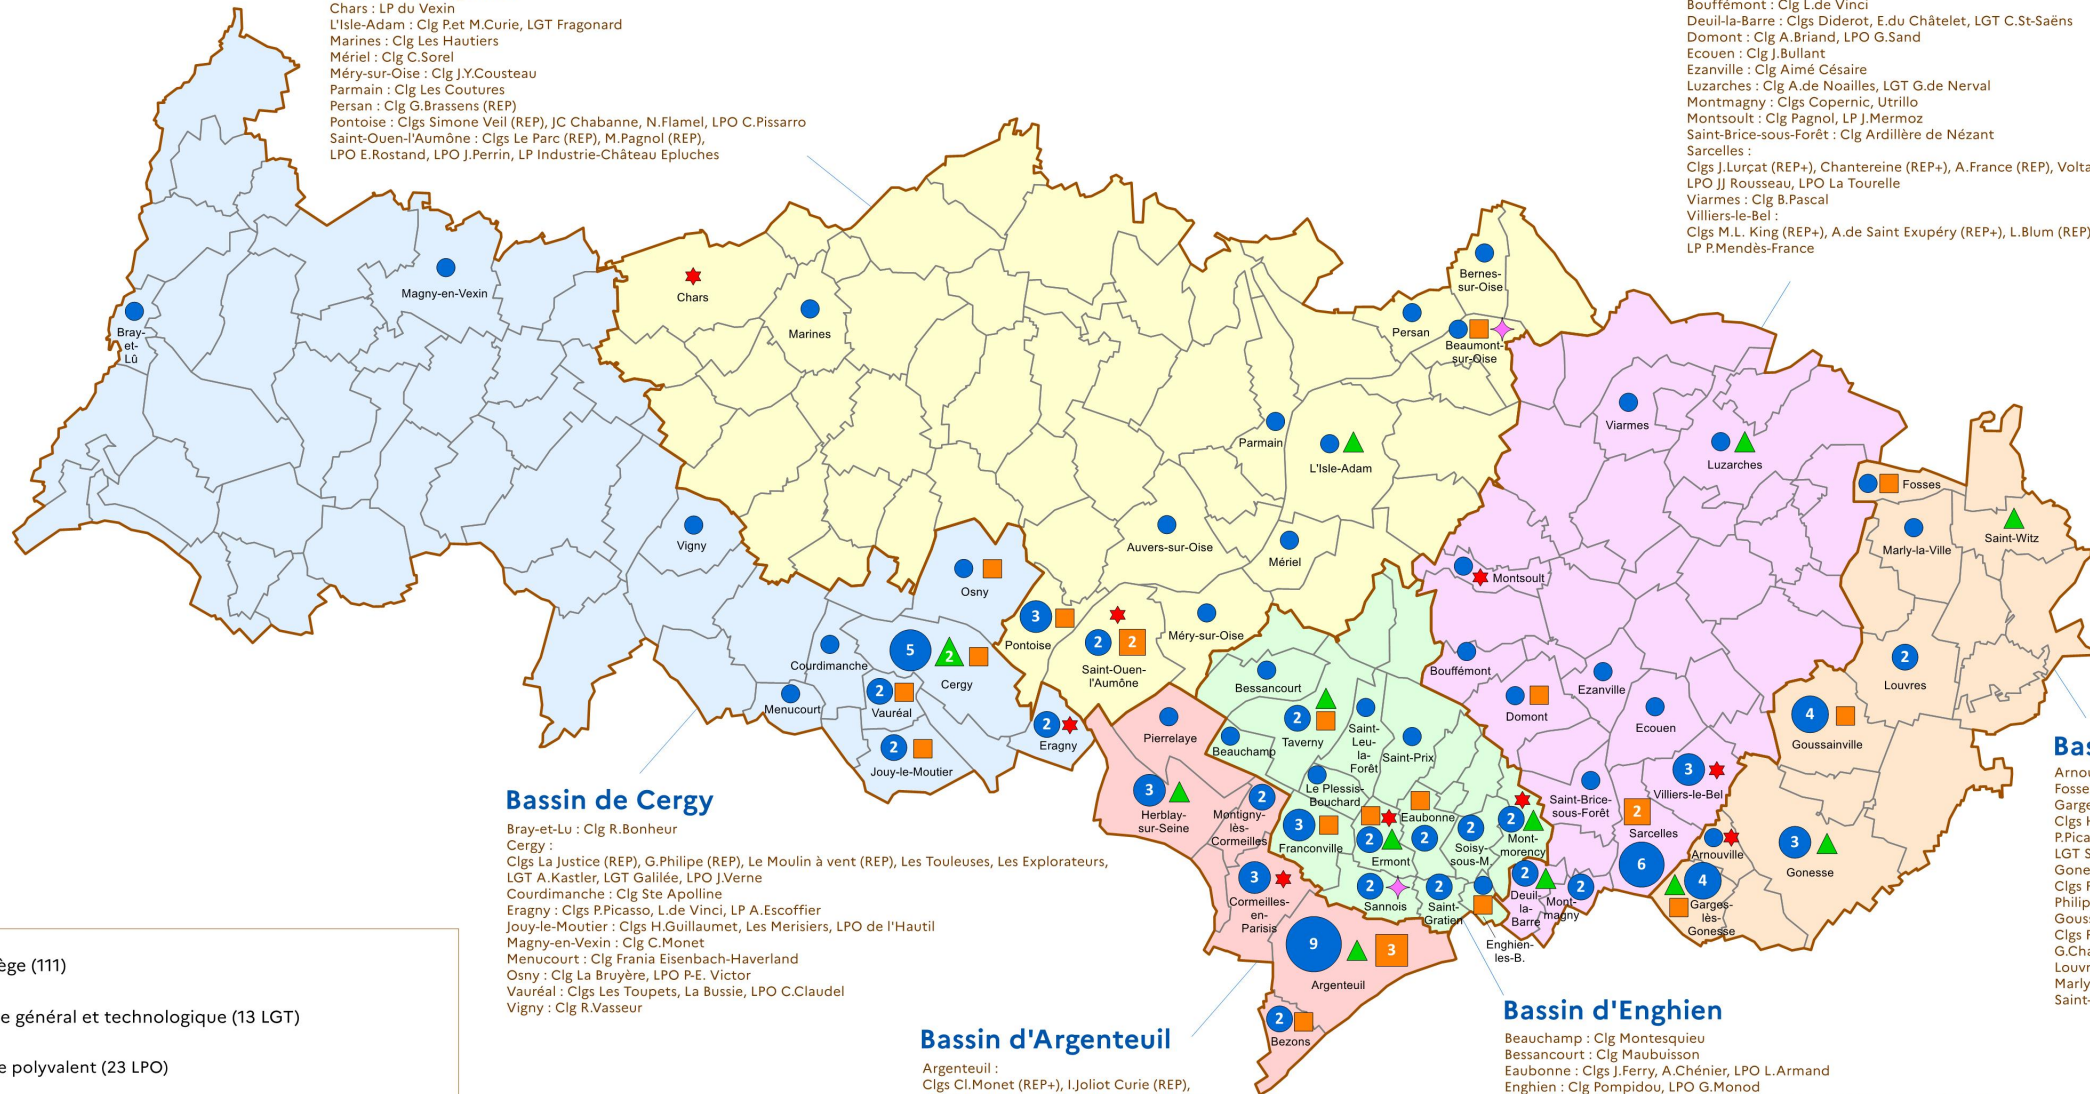 Chars : LP du Vexin
L'Isle-Adam : Clg P.et M.Curie, LGT Fragonard
Marines : Clg Les Hautiers
Mériel : Clg C.Sorel
Méry-sur-Oise : Clg J.Y.Cousteau
Parmain : Clg Les Coutures
Persan : Clg G.Brassens (REP)
Pontoise : Clgs Simone Veil (REP), JC Chabanne, N.Flamel, LPO C.Pissarro
Saint-Ouen-l'Aumône : Clgs Le Parc (REP), M.Pagnol (REP),
LPO E.Rostand, LPO J.Perrin, LP Industrie-Château Epluches
Bouffémont : Clg L.de Vinci
Deuil-la-Barre : Clgs Diderot, E.du Châtelet, LGT C.St-Saëns
Domont : Clg A.Briand, LPO G.Sand
Ecouen : Clg J.Bullant
Ezanville : Clg Aimé Césaire
Luzarches : Clg A.de Noailles, LGT G.de Nerval
Montmagny : Clgs Copernic, Utrillo
Montsoult : Clg Pagnol, LP J.Mermoz
Saint-Brice-sous-Forêt : Clg Ardillère de Nézant
Sarcelles :
Clgs J.Lurçat (REP+), Chantereine (REP+), A.France (REP), Volta
LPO JJ Rousseau, LPO La Tourelle
Viarmes : Clg B.Pascal
Villiers-le-Bel :
Clgs M.L. King (REP+), A.de Saint Exupéry (REP+), L.Blum (REP)
LP P.Mendès-France
Magny-en-Vexin
Bray-
et-
Lû
Chars
Marines
Bernes-
sur-Oise
Persan
Beaumont-
sur-Oise
Parmain
L'Isle-Adam
Viarmes
Luzarches
Fosses
Marly-la-Ville
Saint-Witz
Vigny
Auvers-sur-Oise
Mériel
Montsoult
Osny
3
Pontoise
2
2
Saint-Ouen-
l'Aumône
Méry-sur-Oise
Courdimanche
5
2
Cergy
Menucourt
2
Vauréal
2
Jouy-le-Moutier
2
Eragny
Bessancourt
2
Taverny
Beauchamp
Saint-
Leu-
la-
Forêt
Saint-Prix
Bouffémont
Domont
Ezanville
Ecouen
2
Louvres
4
Goussainville
Pierrelaye
3
Herblay-
sur-Seine
2
Montigny-
lès-
Cormeilles
Le Plessis-
Bouchard
3
Franconville
2
Ermont
Eaubonne
2
2
Soisy-
sous-M.
2
Mont-
morency
Saint-Brice-
sous-Forêt
3
Villiers-le-Bel
2
Sarcelles
6
Arnouville
3
Gonesse
4
Garges-
lès-
Gonesse
3
Cormeilles-
en-
Parisis
2
Sannois
2
Saint-
Gratien
Enghien-
les-B.
2
Deuil-
la-
Barre
2
Mont-
magny
9
3
Argenteuil
2
Bezons
Bassin de Cergy
Bray-et-Lu : Clg R.Bonheur
Cergy :
Clgs La Justice (REP), G.Philipe (REP), Le Moulin à vent (REP), Les Touleuses, Les Explorateurs,
LGT A.Kastler, LGT Galilée, LPO J.Verne
Courdimanche : Clg Ste Apolline
Eragny : Clgs P.Picasso, L.de Vinci, LP A.Escoffier
Jouy-le-Moutier : Clgs H.Guillaumet, Les Merisiers, LPO de l'Hautil
Magny-en-Vexin : Clg C.Monet
Menucourt : Clg Frania Eisenbach-Haverland
Osny : Clg La Bruyère, LPO P-E. Victor
Vauréal : Clgs Les Toupets, La Bussie, LPO C.Claudel
Vigny : Clg R.Vasseur
ège (111)
e général et technologique (13 LGT)
e polyvalent (23 LPO)
Bassin d'Argenteuil
Argenteuil :
Clgs Cl.Monet (REP+), I.Joliot Curie (REP),
Bassin d'Enghien
Beauchamp : Clg Montesquieu
Bessancourt : Clg Maubuisson
Eaubonne : Clgs J.Ferry, A.Chénier, LPO L.Armand
Enghien : Clg Pompidou, LPO G.Monod
Bas
Arnou
Fosse
Garge
Clgs H
P.Pica
LGT S
Gone
Clgs F
Philip
Gous
Clgs F
G.Cha
Louvr
Marly
Saint-